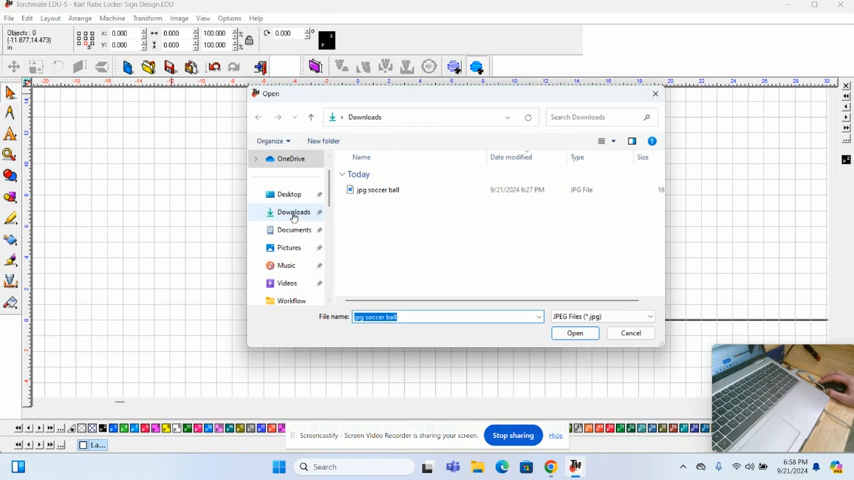 Torchmate EDU-S - Karl Rabe Locker Sign Design.EDU
File Edit Layout Arrange Machine Transform Image View Options Help
Objects : 0
(-11.877,14.473)
in
x: 0.000 0.000 100.000 % 0.000 °
Y: 0.000 0.000 100.000 %
Open
Downloads
Search Downloads
Organize New folder
Name Date modified Type Size
OneDrive
Today
jpg soccer ball 9/21/2024 6:27 PM JPG File 16
Desktop
Downloads
Documents
Pictures
Music
Videos
Workflow
File name: jpg soccer ball JPEG Files (*.jpg)
Open Cancel
La...
Screencastify - Screen Video Recorder is sharing your screen. Stop sharing Hide
Search
6:58 PM
9/21/2024